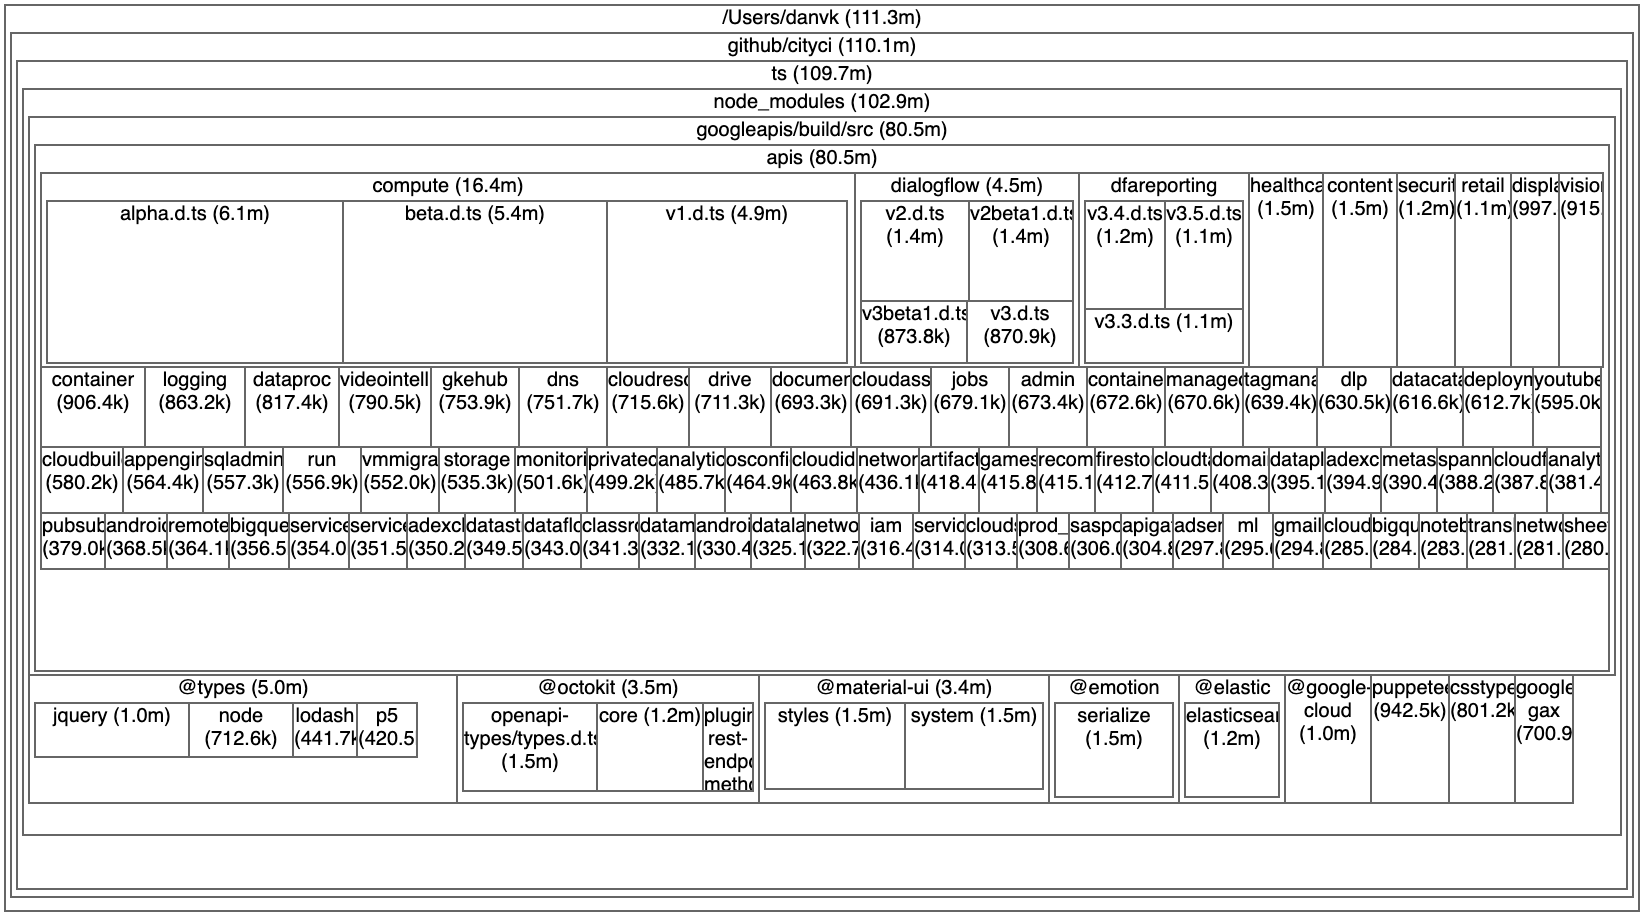 /Users/danvk (111.3m)
github/cityci (110.1m)
ts (109.7m)
node_modules (102.9m)
googleapis/build/src (80.5m)
apis (80.5m)
compute (16.4m)
alpha.d.ts (6.1m)
beta.d.ts (5.4m)
v1.d.ts (4.9m)
dialogflow (4.5m)
v2.d.ts
(1.4m)
v2beta1.d.ts
(1.4m)
v3beta1.d.ts
(873.8k)
v3.d.ts
(870.9k)
dfareporting
v3.4.d.ts
(1.2m)
v3.5.d.ts
(1.1m)
v3.3.d.ts (1.1m)
healthca
(1.5m)
content
(1.5m)
securit
(1.2m)
retail
(1.1m)
displa
(997.
visio
(915.
container
(906.4k)
logging
(863.2k)
dataproc
(817.4k)
videointell
(790.5k)
gkehub
(753.9k)
dns
(751.7k)
cloudreso
(715.6k)
drive
(711.3k)
documen
(693.3k)
cloudass
(691.3k)
jobs
(679.1k)
admin
(673.4k)
containe
(672.6k)
managed
(670.6k)
tagmana
(639.4k)
dlp
(630.5k)
datacata
(616.6k)
deploym
(612.7k)
youtube
(595.0k
cloudbuil
(580.2k)
appengin
(564.4k)
sqladmin
(557.3k)
run
(556.9k)
vmmigra
(552.0k)
storage
(535.3k)
monitori
(501.6k)
privatec
(499.2k
analytic
(485.7k
osconfi
(464.9k
cloudid
(463.8k
networ
(436.1k
artifact
(418.4
games
(415.8
recom
(415.1
firesto
(412.7
cloudta
(411.5
domai
(408.3
datapl
(395.1
adexc
(394.9
metas
(390.4
spann
(388.2
cloudf
(387.8
analyt
(381.4
pubsub
(379.0k
androic
(368.5k
remote
(364.1k
bigque
(356.5
service
(354.0
service
(351.5
adexcl
(350.2
datast
(349.5
dataflo
(343.0
classro
(341.3
datam
(332.1
androi
(330.4
datala
(325.1
netwo
(322.7
iam
(316.4
servic
(314.0
clouds
(313.5
prod_
(308.6
saspo
(306.0
apiga
(304.8
adser
(297.8
ml
(295.0
gmail
(294.8
cloud
(285.
bigqu
(284.
noteb
(283.
trans
(281.
netwo
(281.
shee
(280.
@types (5.0m)
jquery (1.0m)
node
(712.6k)
lodash
(441.7k
p5
(420.5
@octokit (3.5m)
openapi-
types/types.d.ts
(1.5m)
core (1.2m)
plugin
rest-
endpo
metho
@material-ui (3.4m)
styles (1.5m)
system (1.5m)
@emotion
serialize
(1.5m)
@elastic
elasticsear
(1.2m)
@google-
cloud
(1.0m)
puppetee
(942.5k)
csstype
(801.2k
google
gax
(700.9